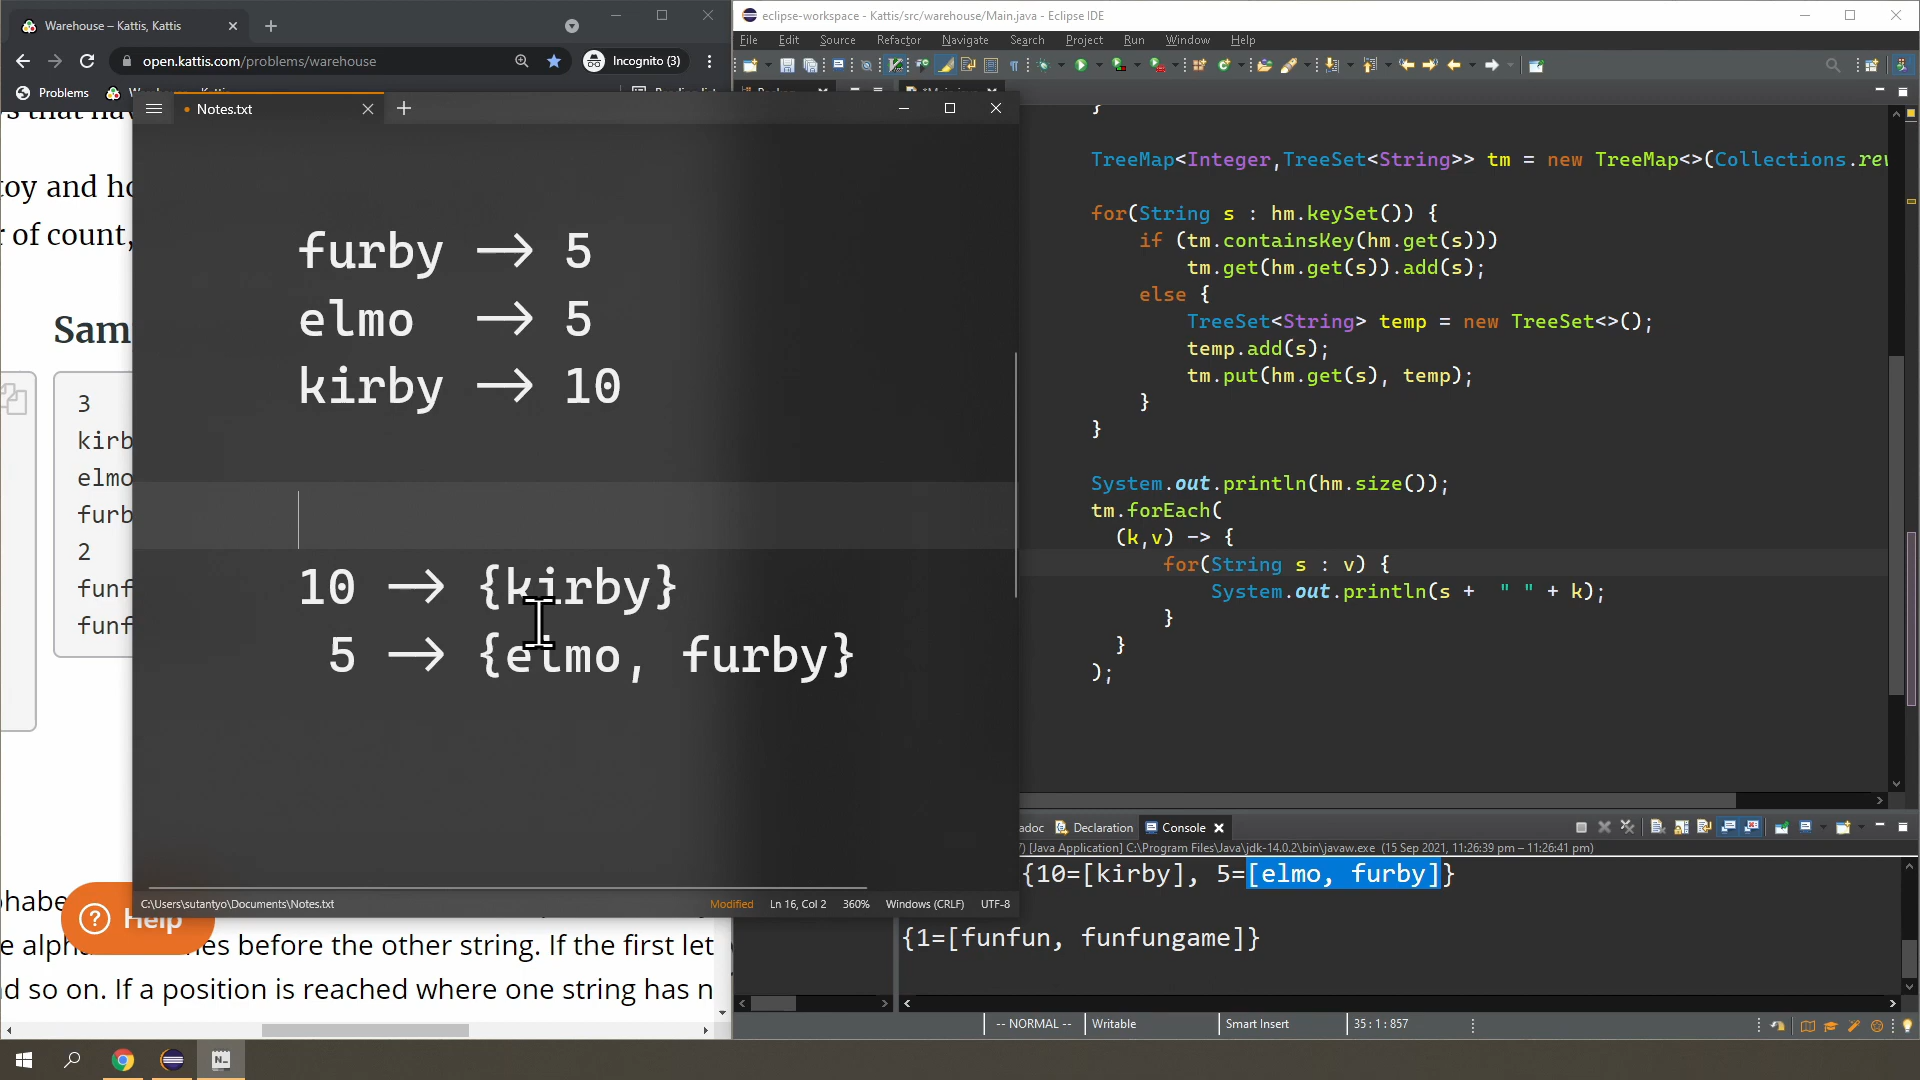 Warehouse – Kattis, Kattis
open.kattis.com/problems/warehouse
Incognito (3)
Problems
toy and ho
r of count,
Sam
3
kirb
elmo
furb
2
funf
funf
Help
e alph
es before the other string. If the first let
d so on. If a position is reached where one string has n
Notes.txt
furby → 5
elmo → 5
kirby → 10
10 → {kirby}
5 → {elmo, furby}
C:\Users\sutantyo\Documents\Notes.txt
Modified
Ln 16, Col 2
360%
Windows (CRLF)
UTF-8
eclipse-workspace - Kattis/src/warehouse/Main.java - Eclipse IDE
File Edit Source Refactor Navigate Search Project Run Window Help
}
TreeMap<Integer,TreeSet<String>> tm = new TreeMap<>(Collections.rev
for(String s : hm.keySet()) {
if (tm.containsKey(hm.get(s)))
tm.get(hm.get(s)).add(s);
else {
TreeSet<String> temp = new TreeSet<>();
temp.add(s);
tm.put(hm.get(s), temp);
}
}
System.out.println(hm.size());
tm.forEach(
(k,v) -> {
for(String s : v) {
System.out.println(s + " " + k);
}
}
);
adoc
Declaration
Console
) [Java Application] C:\Program Files\Java\jdk-14.0.2\bin\javaw.exe (15 Sep 2021, 11:26:39 pm – 11:26:41 pm)
{10=[kirby], 5=[elmo, furby]}
{1=[funfun, funfungame]}
-- NORMAL --
Writable
Smart Insert
35 : 1 : 857